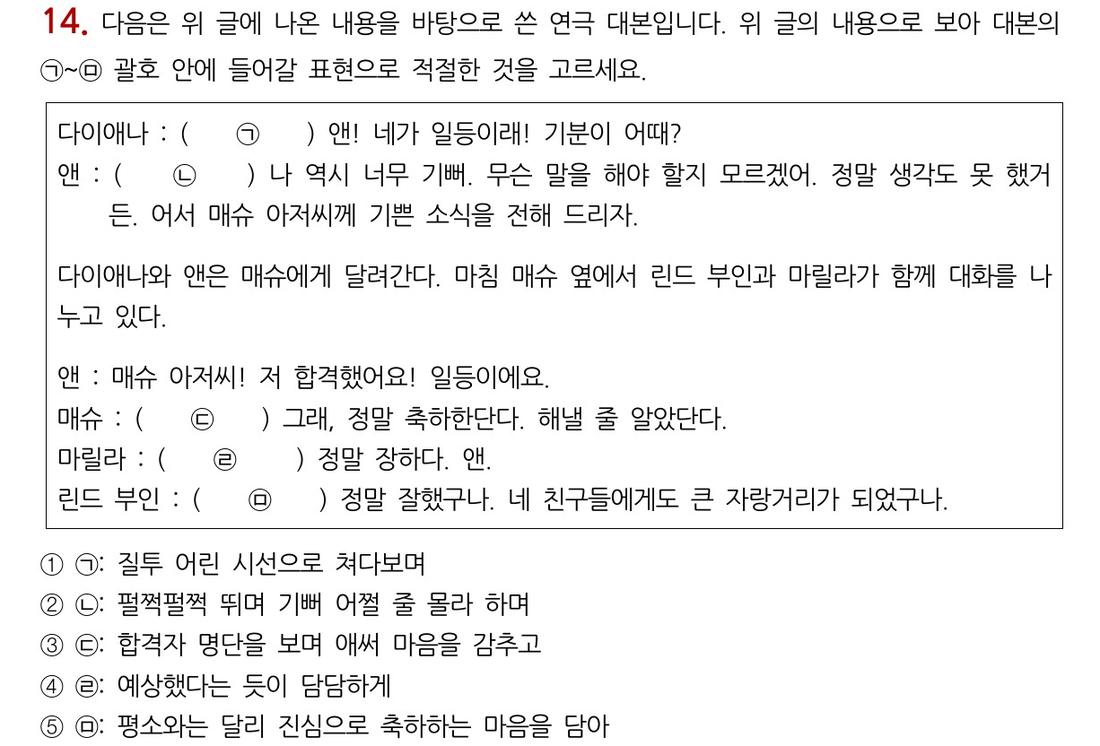 14. 다음은 위 글에 나온 내용을 바탕으로 쓴 연극 대본입니다. 위 글의 내용으로 보아 대본의
㉠~㉤ 괄호 안에 들어갈 표현으로 적절한 것을 고르세요.
다이애나 : ( ㉠ ) 앤! 네가 일등이래! 기분이 어때?
앤 : ( ㉡ ) 나 역시 너무 기뻐. 무슨 말을 해야 할지 모르겠어. 정말 생각도 못 했거
든. 어서 매슈 아저씨께 기쁜 소식을 전해 드리자.
다이애나와 앤은 매슈에게 달려간다. 마침 매슈 옆에서 린드 부인과 마릴라가 함께 대화를 나
누고 있다.
앤 : 매슈 아저씨! 저 합격했어요! 일등이에요.
매슈 : ( ㉢ ) 그래, 정말 축하한단다. 해낼 줄 알았단다.
마릴라 : ( ㉣ ) 정말 장하다. 앤.
린드 부인 : ( ㉤ ) 정말 잘했구나. 네 친구들에게도 큰 자랑거리가 되었구나.
① ㉠: 질투 어린 시선으로 쳐다보며
② ㉡: 펄쩍펄쩍 뛰며 기뻐 어쩔 줄 몰라 하며
③ ㉢: 합격자 명단을 보며 애써 마음을 감추고
④ ㉣: 예상했다는 듯이 담담하게
⑤ ㉤: 평소와는 달리 진심으로 축하하는 마음을 담아